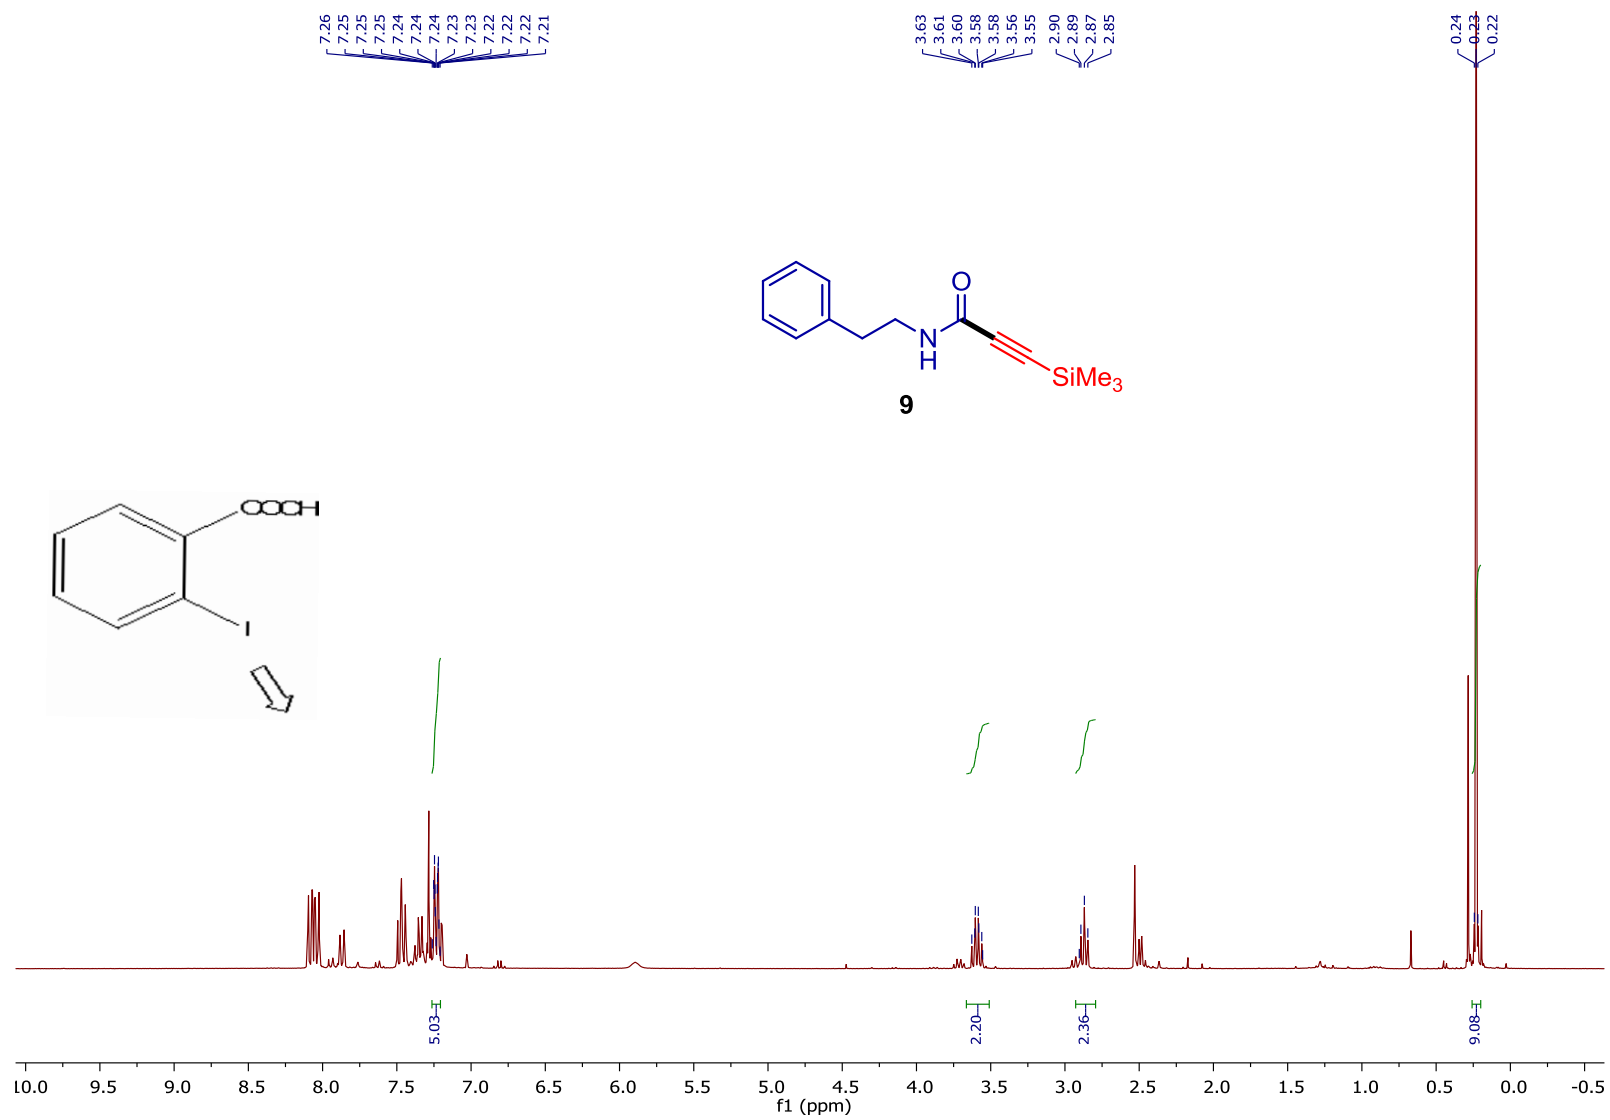 7.26 7.25 7.25 7.25 7.24 7.24 7.24 7.23 7.23 7.22 7.22 7.22 7.21 3.63 3.61 3.60 3.58 3.58 3.56 3.55 2.90 2.89 2.87 2.85 0.24 0.23 0.22
O
N
H
SiMe3
9
COOH
I
5.03 2.20 2.36 9.08
10.0 9.5 9.0 8.5 8.0 7.5 7.0 6.5 6.0 5.5 5.0 4.5 4.0 3.5 3.0 2.5 2.0 1.5 1.0 0.5 0.0 -0.5
f1 (ppm)